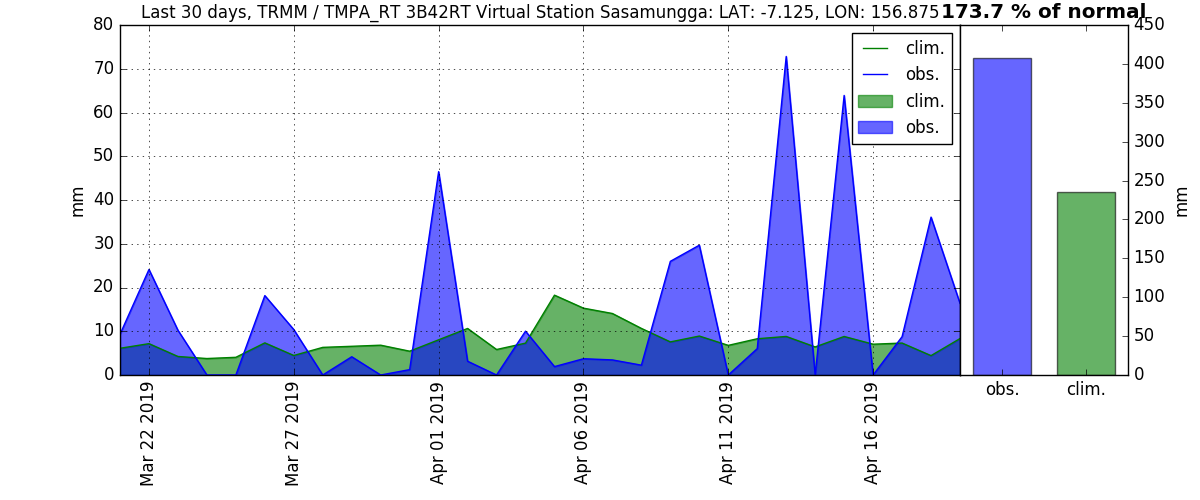 Last 30 days, TRMM / TMPA_RT 3B42RT Virtual Station Sasamungga: LAT: -7.125, LON: 156.875
173.7 % of normal
80
70
60
50
40
30
20
10
0
mm
clim.
obs.
clim.
obs.
Mar 22 2019
Mar 27 2019
Apr 01 2019
Apr 06 2019
Apr 11 2019
Apr 16 2019
450
400
350
300
250
200
150
100
50
0
mm
obs.
clim.